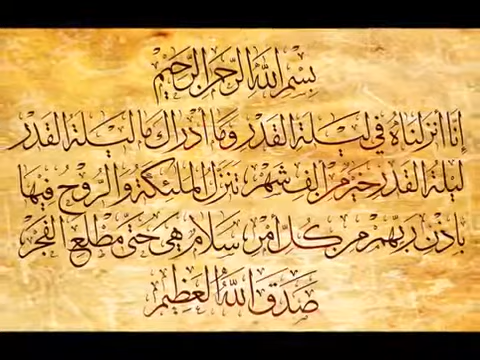 بسم الله الرحمن الرحيم
إنا أنزلناه في ليلة القدر وما أدراك ما ليلة القدر
ليلة القدر خير من ألف شهر تنزل الملئكة والروح فيها
بإذن ربهم من كل أمر سلام هي حتى مطلع الفجر
صدق الله العظيم